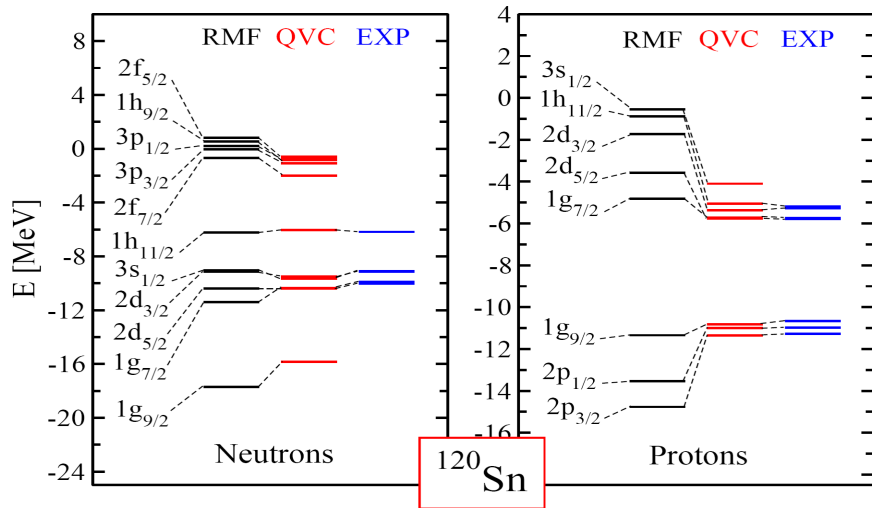 RMF QVC EXP
8
4
0
-4
-8
-12
-16
-20
-24
E [MeV]
2f5/2
1h9/2
3p1/2
3p3/2
2f7/2
1h11/2
3s1/2
2d3/2
2d5/2
1g7/2
1g9/2
Neutrons
RMF QVC EXP
4
2
0
-2
-4
-6
-8
-10
-12
-14
-16
3s1/2
1h11/2
2d3/2
2d5/2
1g7/2
1g9/2
2p1/2
2p3/2
Protons
120Sn